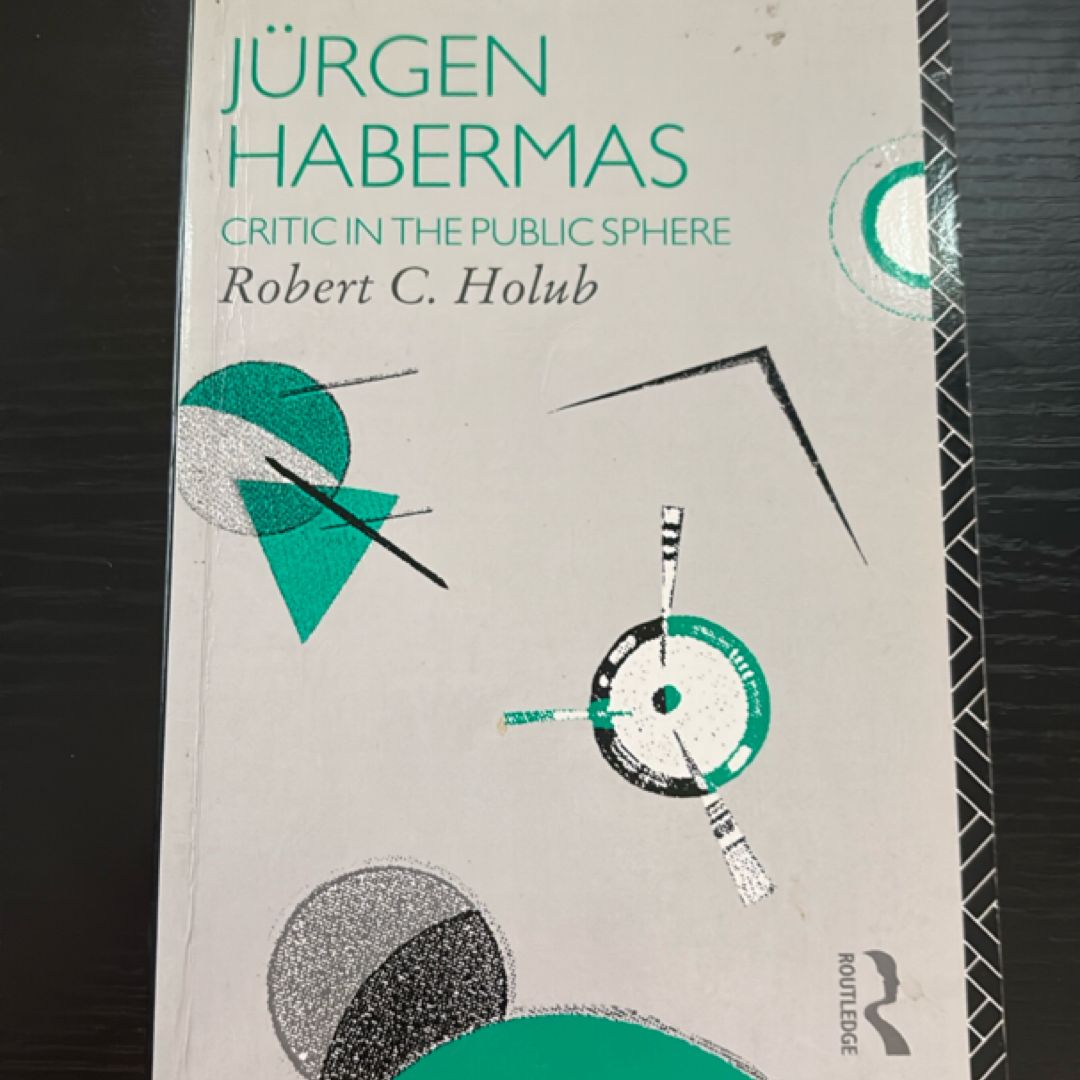 JÜRGEN
HABERMAS
CRITIC IN THE PUBLIC SPHERE
Robert C. Holub
ROUTLEDGE